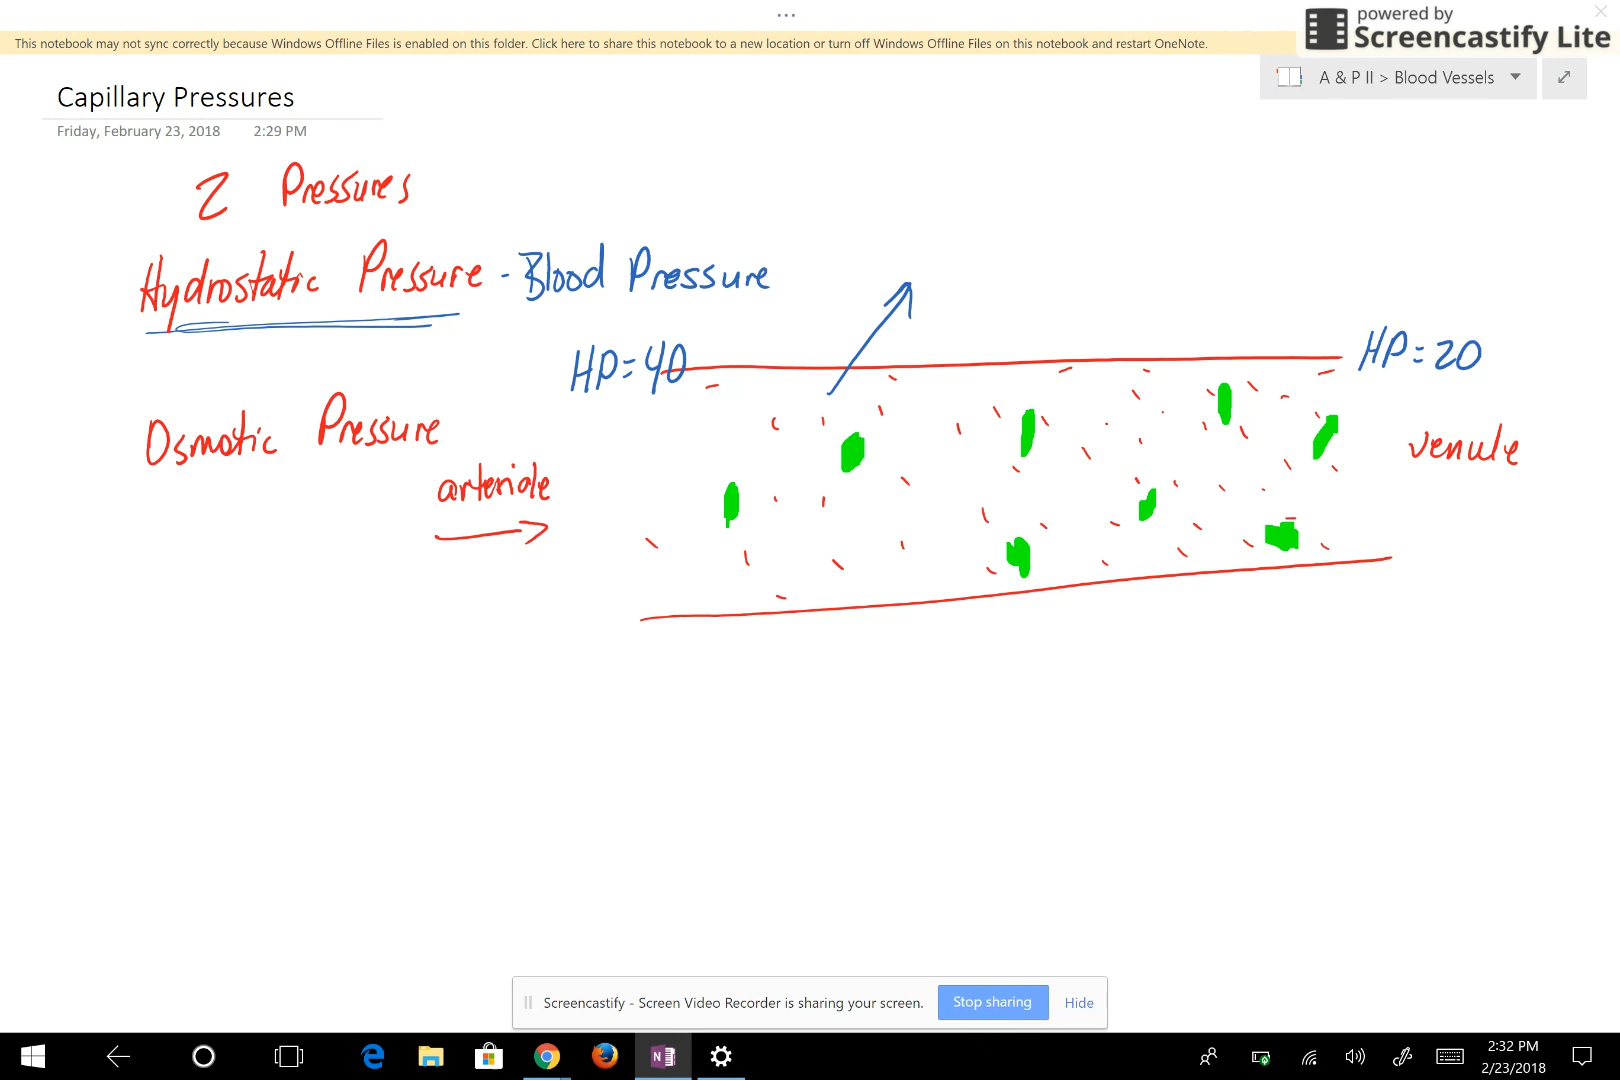 ...
powered by
Screencastify Lite
This notebook may not sync correctly because Windows Offline Files is enabled on this folder. Click here to share this notebook to a new location or turn off Windows Offline Files on this notebook and restart OneNote.
A & P II > Blood Vessels
Capillary Pressures
Friday, February 23, 2018 2:29 PM
2 Pressures
Hydrostatic Pressure - Blood Pressure
HP=40
HP=20
Osmotic Pressure
arteriole
venule
Screencastify - Screen Video Recorder is sharing your screen.
Stop sharing
Hide
N
2:32 PM
2/23/2018